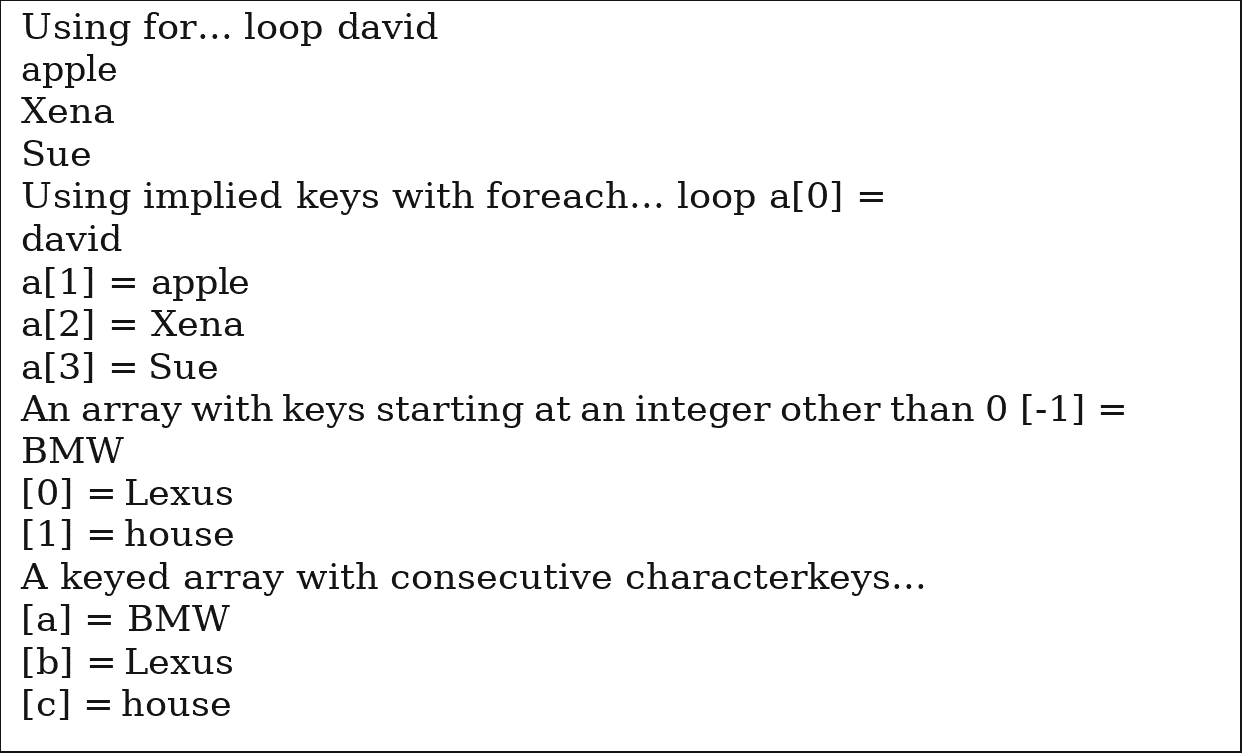 Using for... loop david
apple
Xena
Sue
Using implied keys with foreach... loop a[0] =
david
a[1] = apple
a[2] = Xena
a[3] = Sue
An array with keys starting at an integer other than 0 [-1] =
BMW
[0] = Lexus
[1] = house
A keyed array with consecutive characterkeys...
[a] = BMW
[b] = Lexus
[c] = house